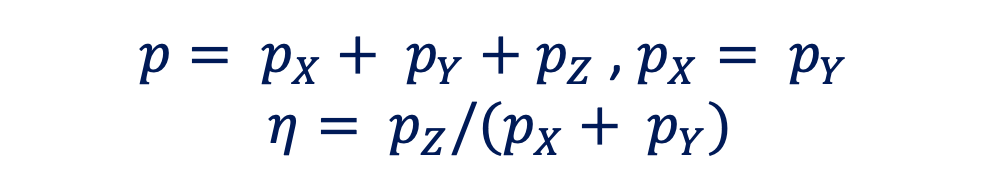 p = p_X + p_Y + p_Z , p_X = p_Y
η = p_Z/(p_X + p_Y)